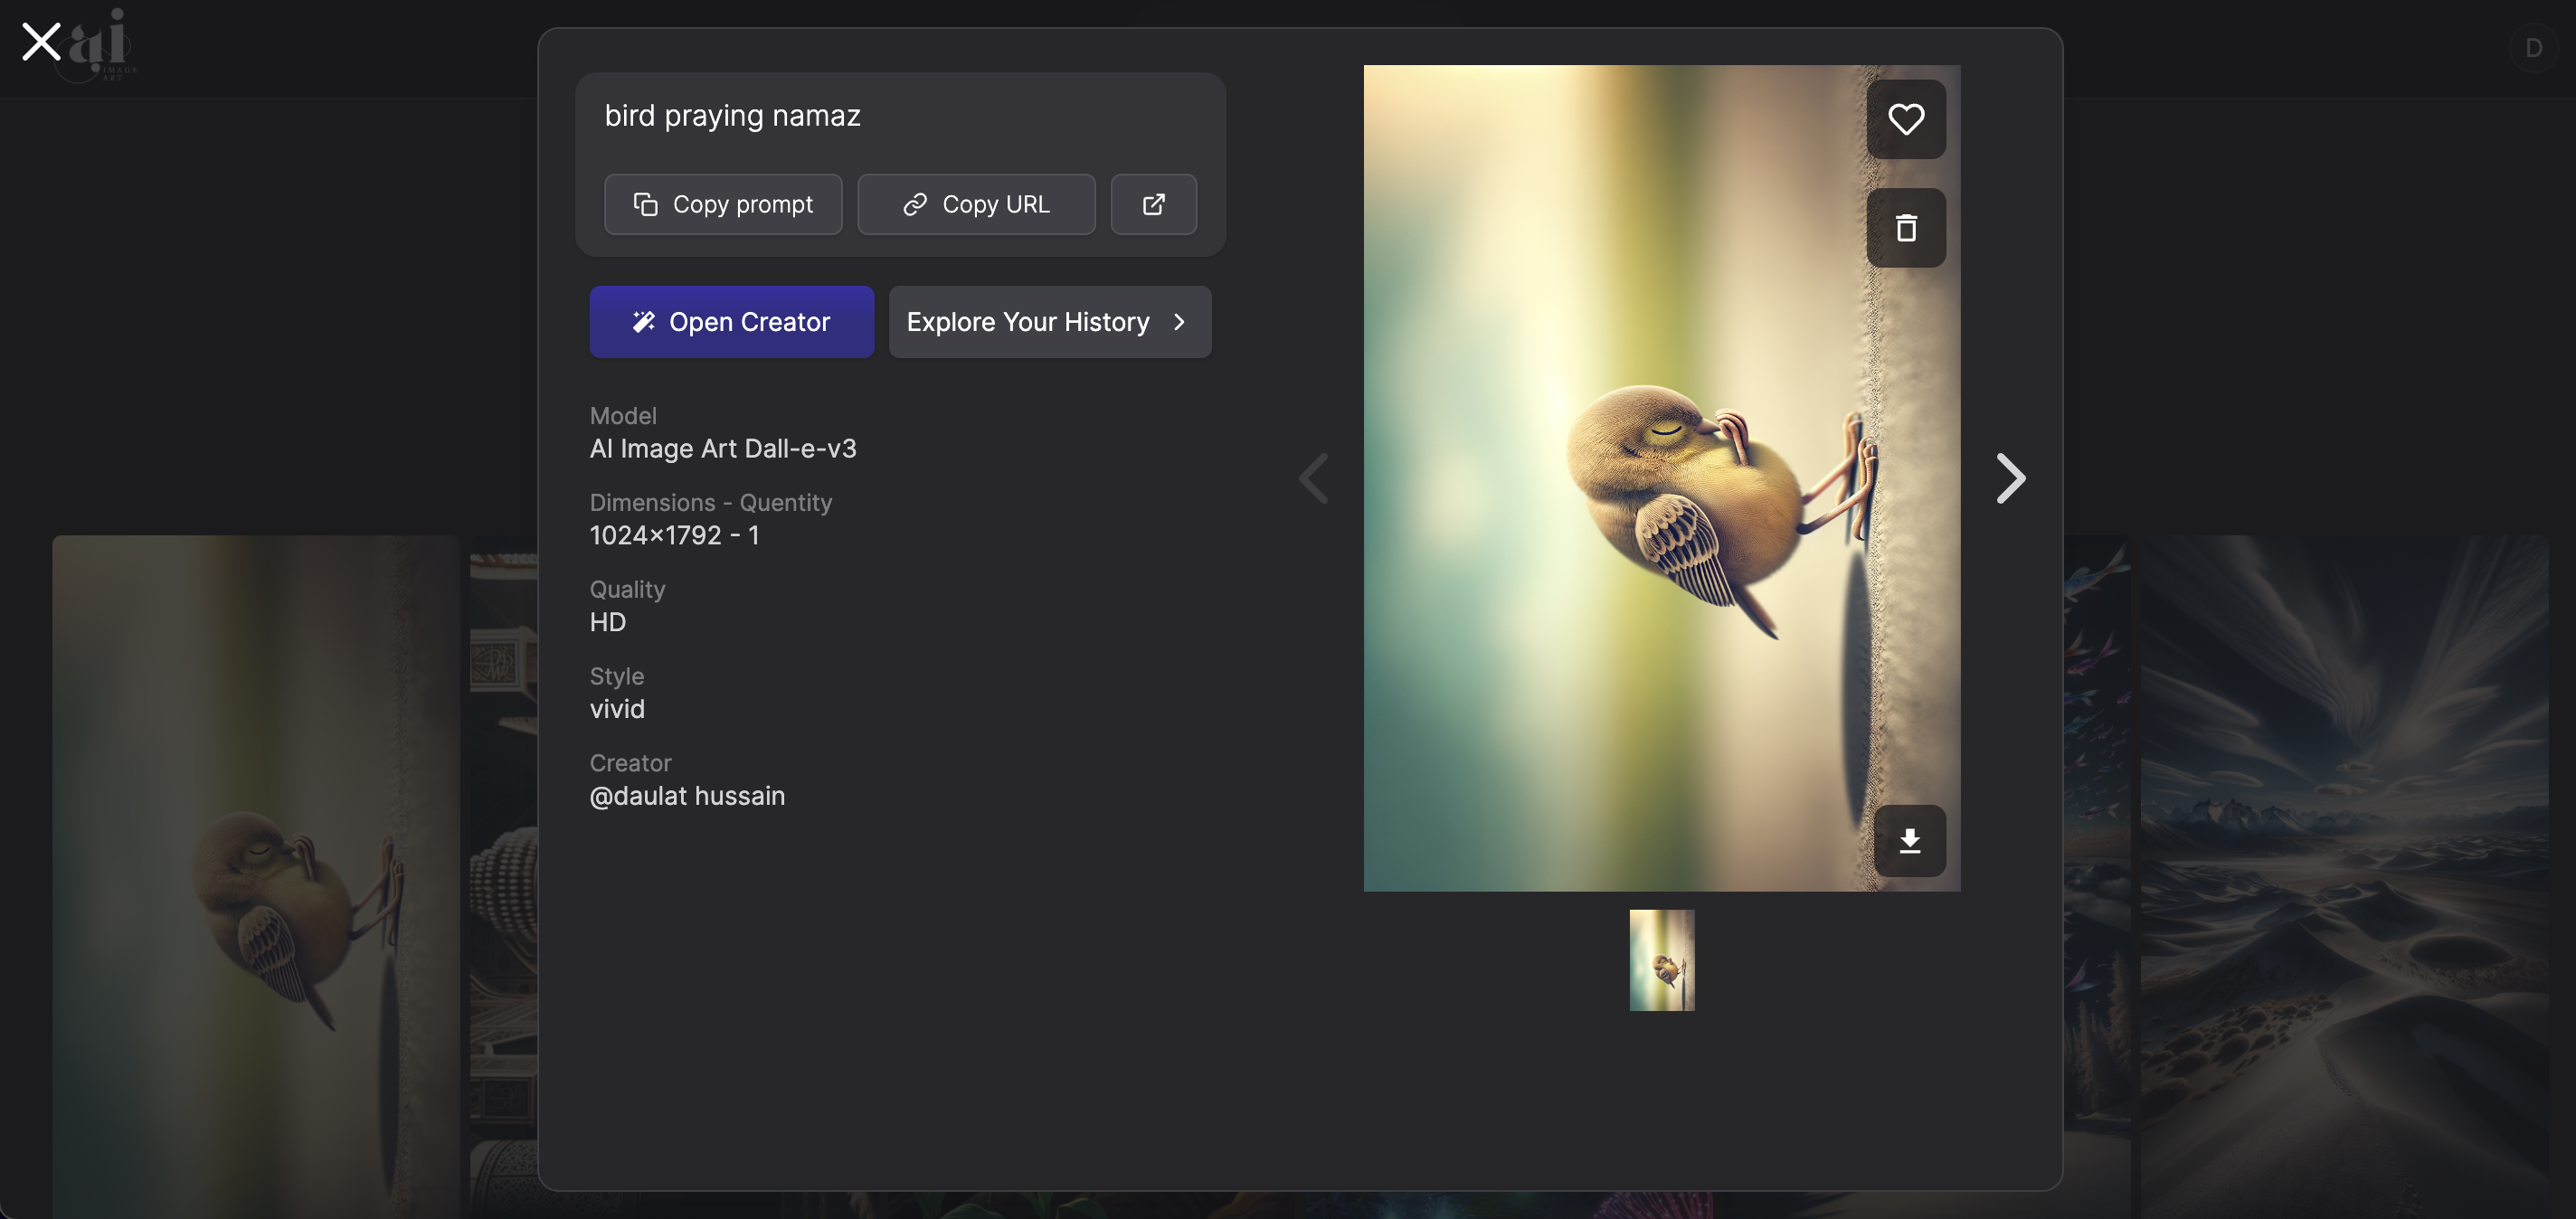 ai
IMAGE
ART
D
bird praying namaz
Copy prompt
Copy URL
Open Creator
Explore Your History
Model
AI Image Art Dall-e-v3
Dimensions - Quentity
1024×1792 - 1
Quality
HD
Style
vivid
Creator
@daulat hussain